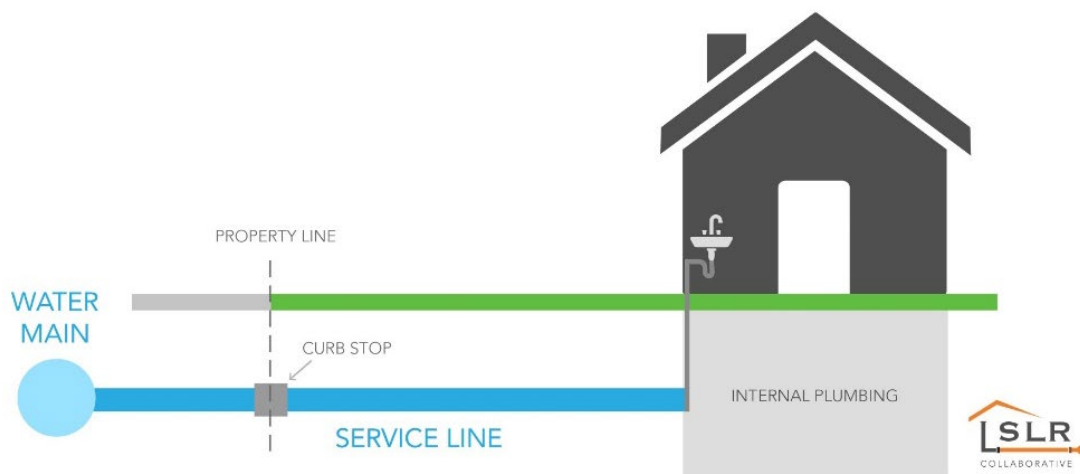 PROPERTY LINE
WATER
MAIN
CURB STOP
SERVICE LINE
INTERNAL PLUMBING
LSLR
COLLABORATIVE